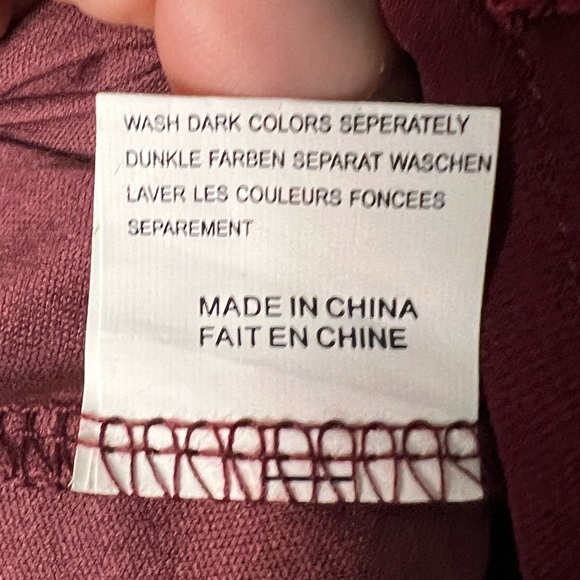 WASH DARK COLORS SEPERATELY
DUNKLE FARBEN SEPARAT WASCHEN
LAVER LES COULEURS FONCEES
SEPAREMENT
MADE IN CHINA
FAIT EN CHINE